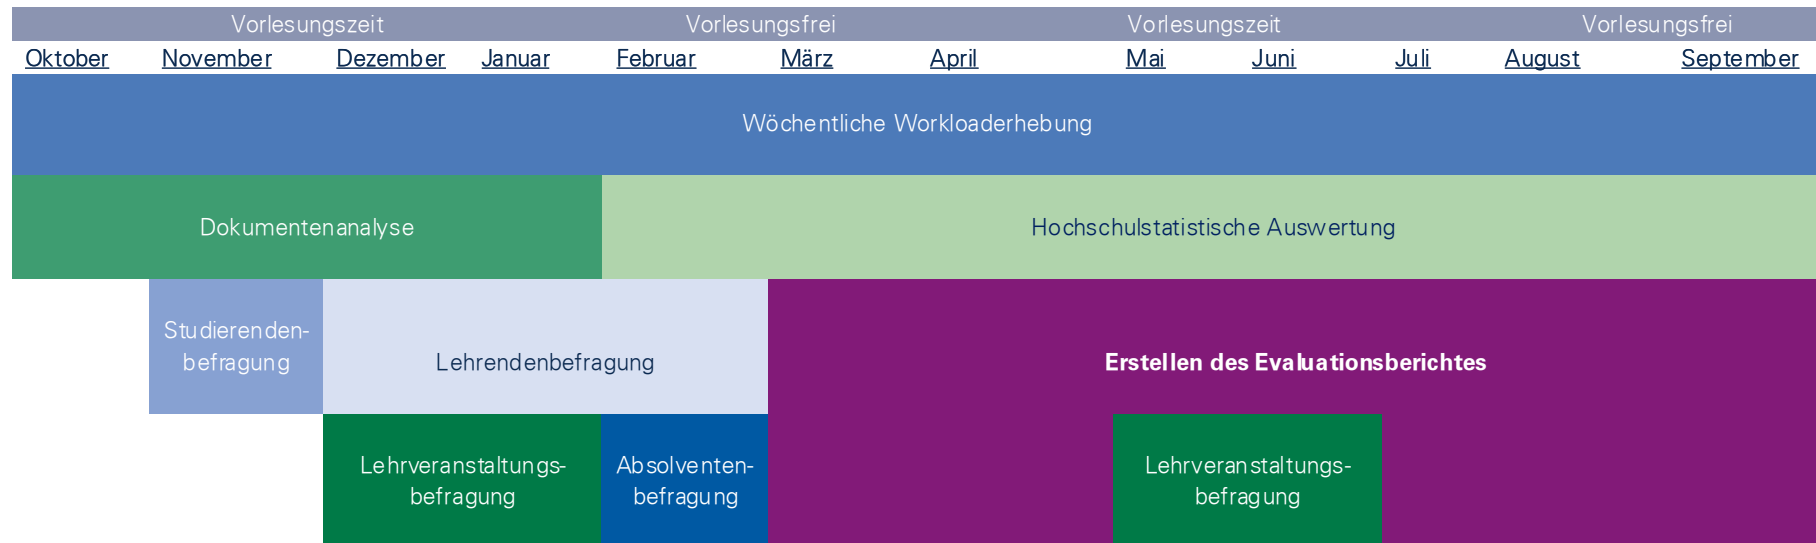 Vorlesungszeit Vorlesungsfrei Vorlesungszeit Vorlesungsfrei
Oktober November Dezember Januar Februar März April Mai Juni Juli August September
Wöchentliche Workloaderhebung
Dokumentenanalyse Hochschulstatistische Auswertung
Studierenden-
befragung
Lehrendenbefragung
Erstellen des Evaluationsberichtes
Lehrveranstaltungs-
befragung
Absolventen-
befragung
Lehrveranstaltungs-
befragung